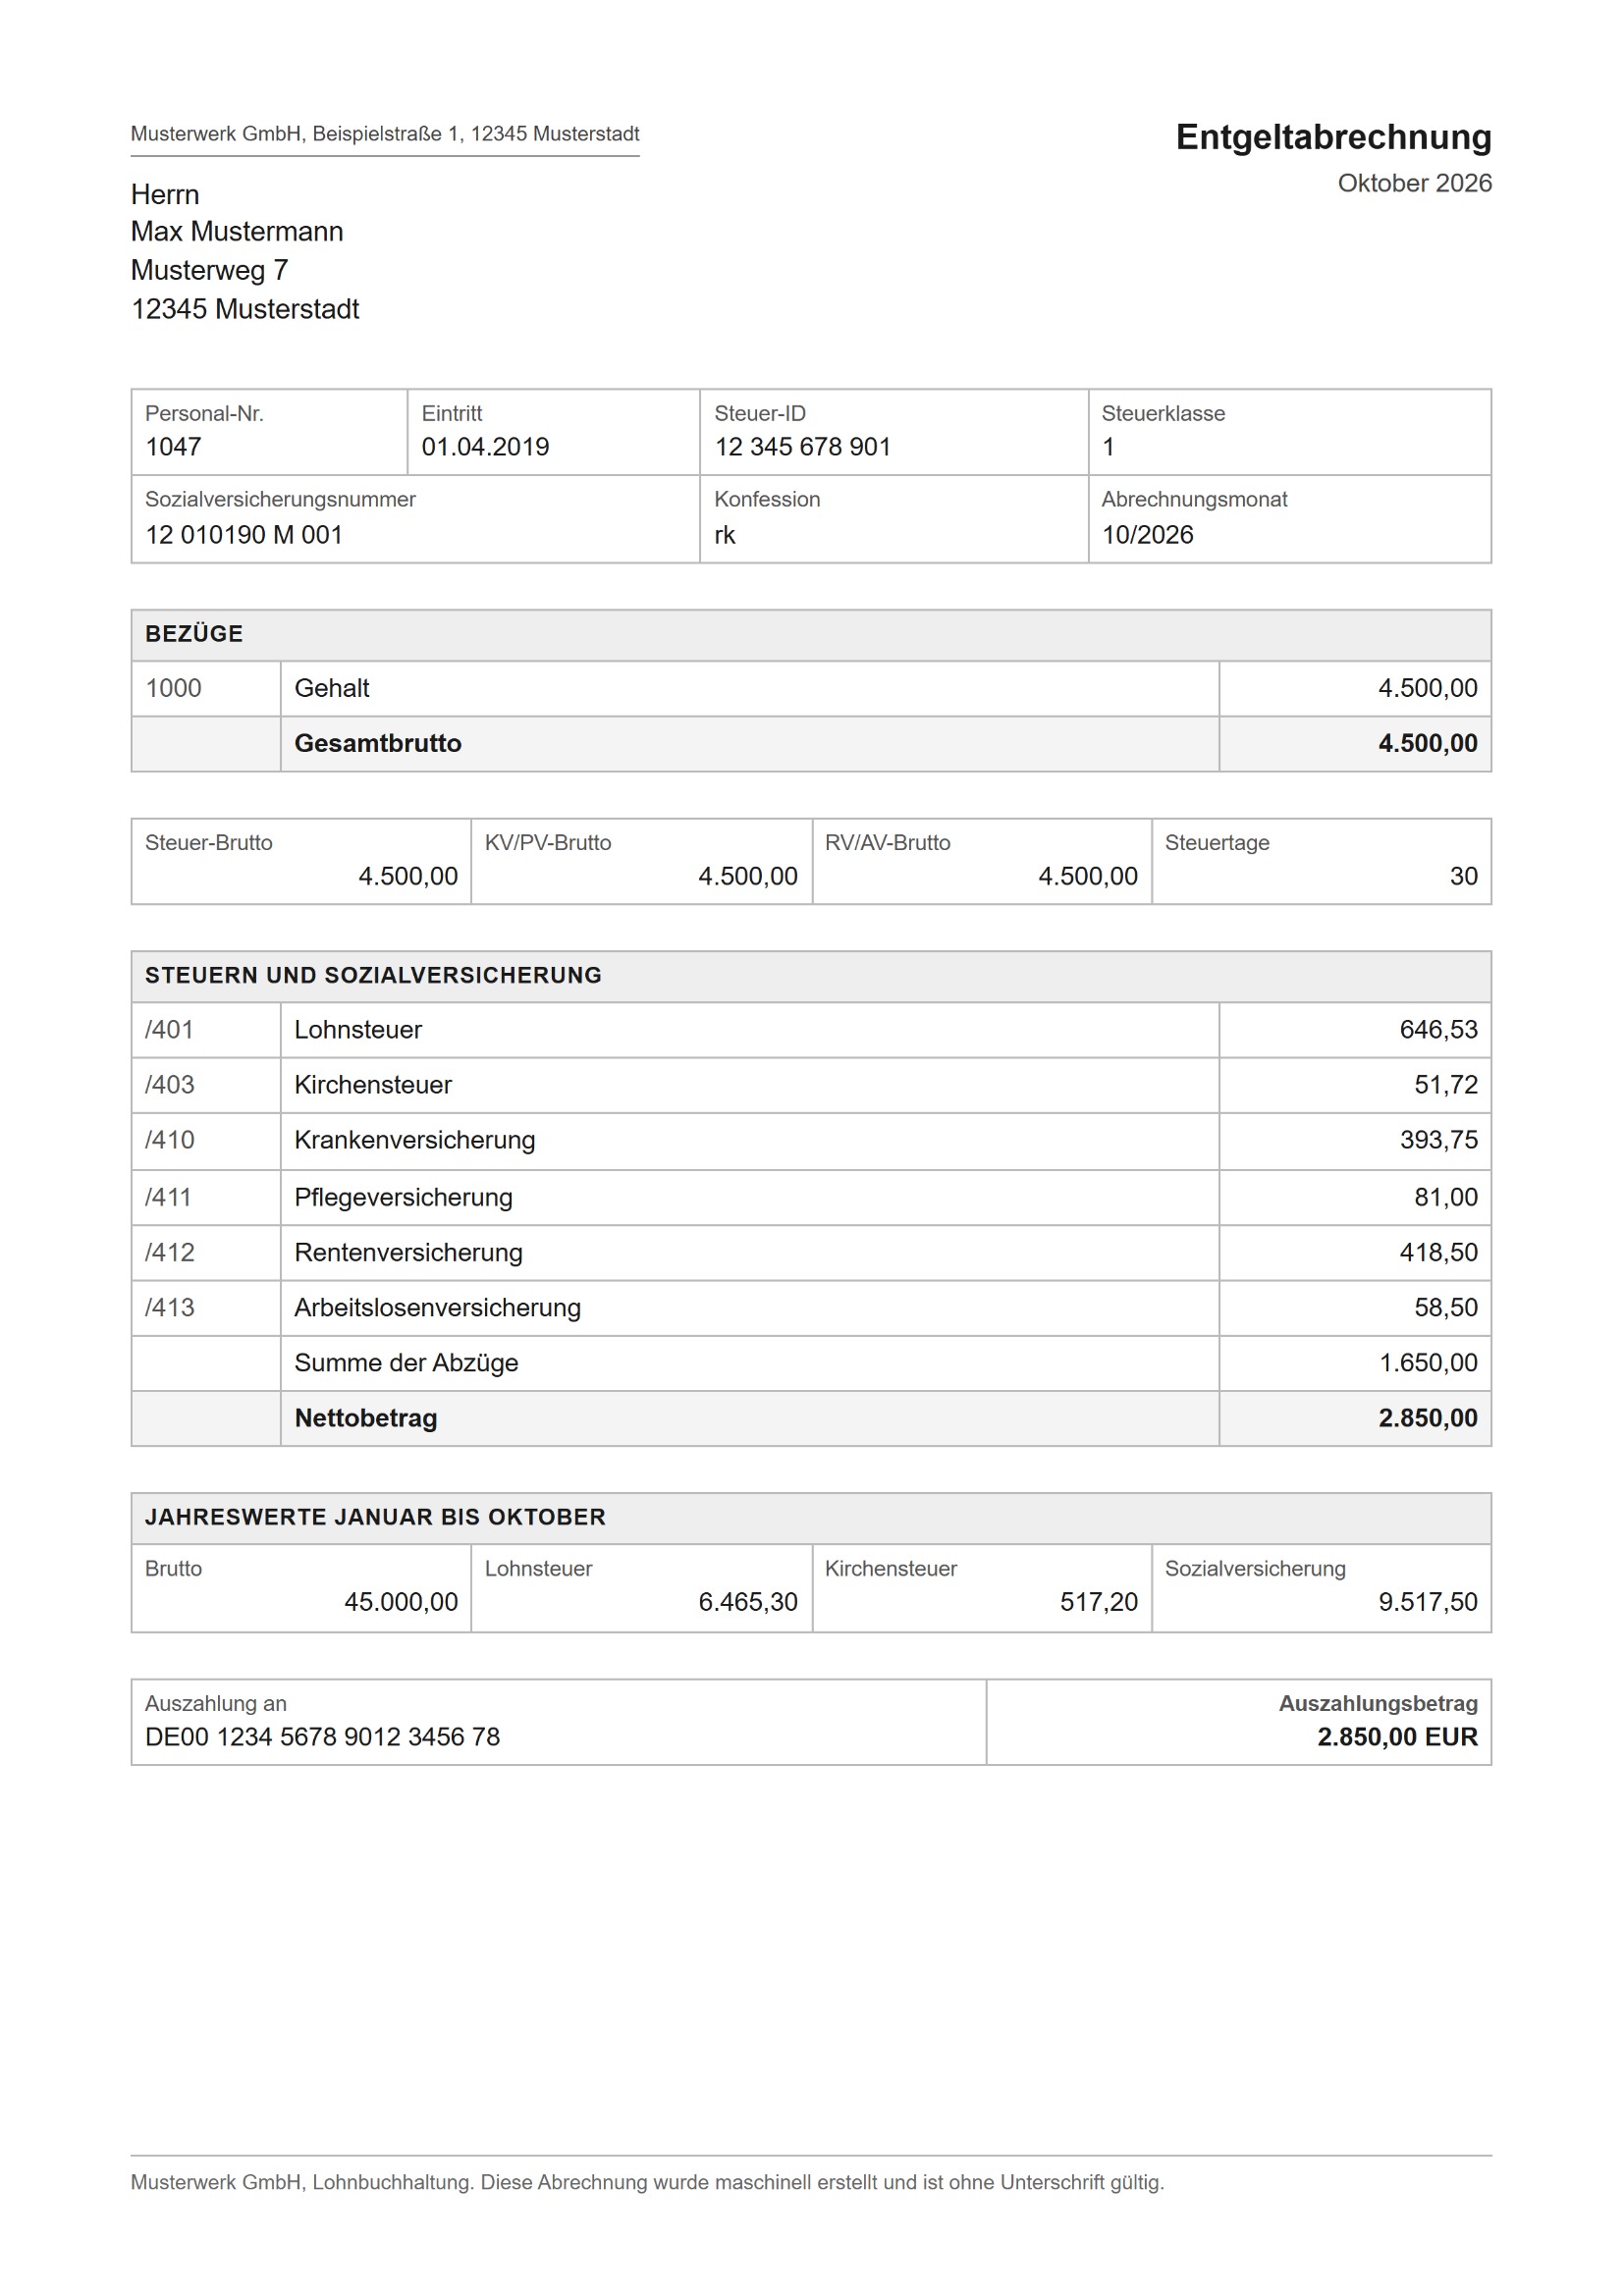 Musterwerk GmbH, Beispielstraße 1, 12345 Musterstadt
Entgeltabrechnung
Oktober 2026
Herrn
Max Mustermann
Musterweg 7
12345 Musterstadt
Personal-Nr. Eintritt Steuer-ID Steuerklasse
1047 01.04.2019 12 345 678 901 1
Sozialversicherungsnummer Konfession Abrechnungsmonat
12 010190 M 001 rk 10/2026
BEZÜGE
1000 Gehalt 4.500,00
Gesamtbrutto 4.500,00
Steuer-Brutto KV/PV-Brutto RV/AV-Brutto Steuertage
4.500,00 4.500,00 4.500,00 30
STEUERN UND SOZIALVERSICHERUNG
/401 Lohnsteuer 646,53
/403 Kirchensteuer 51,72
/410 Krankenversicherung 393,75
/411 Pflegeversicherung 81,00
/412 Rentenversicherung 418,50
/413 Arbeitslosenversicherung 58,50
Summe der Abzüge 1.650,00
Nettobetrag 2.850,00
JAHRESWERTE JANUAR BIS OKTOBER
Brutto Lohnsteuer Kirchensteuer Sozialversicherung
45.000,00 6.465,30 517,20 9.517,50
Auszahlung an Auszahlungsbetrag
DE00 1234 5678 9012 3456 78 2.850,00 EUR
Musterwerk GmbH, Lohnbuchhaltung. Diese Abrechnung wurde maschinell erstellt und ist ohne Unterschrift gültig.